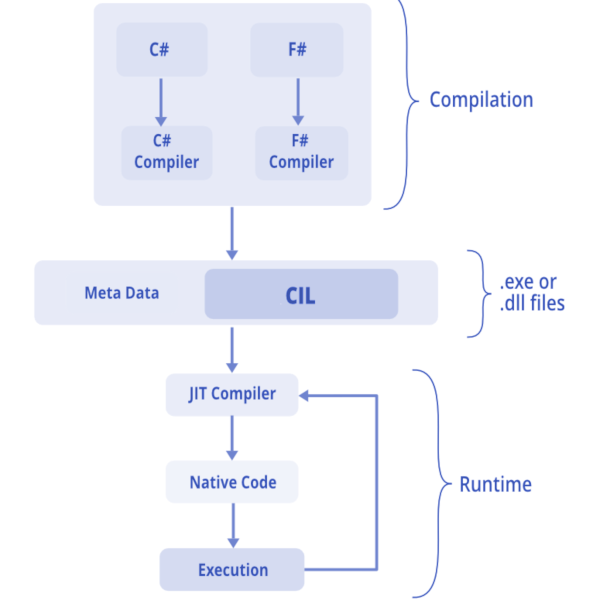 C#
F#
C#
Compiler
F#
Compiler
Compilation
Meta Data
CIL
.exe or
.dll files
JIT Compiler
Native Code
Runtime
Execution